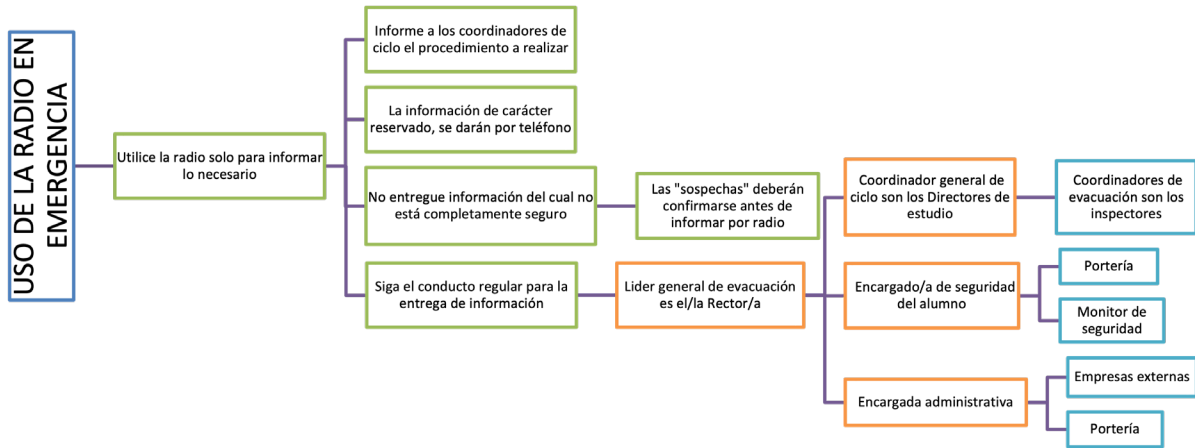 USO DE LA RADIO EN
EMERGENCIA
Utilice la radio solo para informar
lo necesario
Informe a los coordinadores de
ciclo el procedimiento a realizar
La información de carácter
reservado, se darán por teléfono
No entregue información del cual no
está completamente seguro
Las "sospechas" deberán
confirmarse antes de
informar por radio
Siga el conducto regular para la
entrega de información
Lider general de evacuación
es el/la Rector/a
Coordinador general de
ciclo son los Directores de
estudio
Coordinadores de
evacuación son los
inspectores
Encargado/a de seguridad
del alumno
Portería
Monitor de
seguridad
Encargada administrativa
Empresas externas
Portería